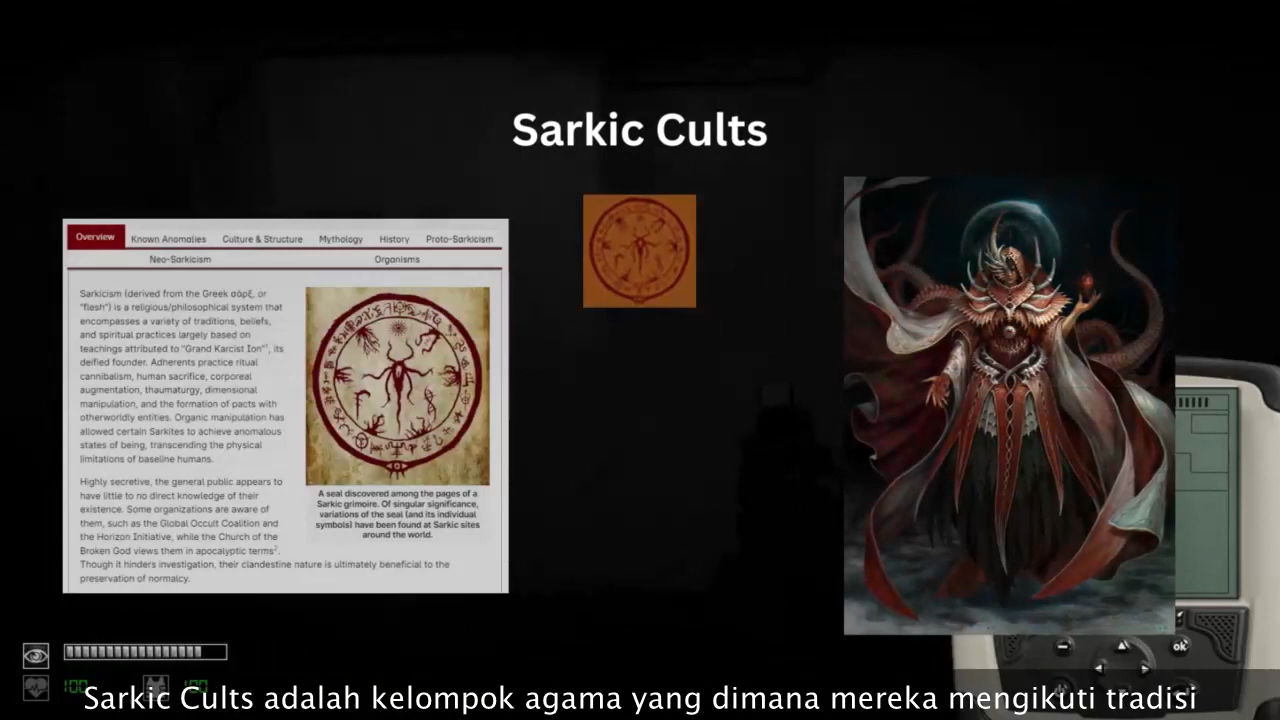 Sarkic Cults
Overview
Known Anomalies
Culture & Structure
Mythology
History
Proto-Sarkicism
Neo-Sarkicism
Organisms
Sarkicism (derived from the Greek σάρξ, or
"flesh") is a religious/philosophical system that
encompasses a variety of traditions, beliefs,
and spiritual practices largely based on
teachings attributed to "Grand Karcist Ion"¹, its
deified founder. Adherents practice ritual
cannibalism, human sacrifice, corporeal
augmentation, thaumaturgy, dimensional
manipulation, and the formation of pacts with
otherworldly entities. Organic manipulation has
allowed certain Sarkites to achieve anomalous
states of being, transcending the physical
limitations of baseline humans.
Highly secretive, the general public appears to
have little to no direct knowledge of their
existence. Some organizations are aware of
them, such as the Global Occult Coalition and
the Horizon Initiative, while the Church of the
Broken God views them in apocalyptic terms².
Though it hinders investigation, their clandestine nature is ultimately beneficial to the
preservation of normalcy.
A seal discovered among the pages of a
Sarkic grimoire. Of singular significance,
variations of the seal (and its individual
symbols) have been found at Sarkic sites
around the world.
ok
100
100
Sarkic Cults adalah kelompok agama yang dimana mereka mengikuti tradisi